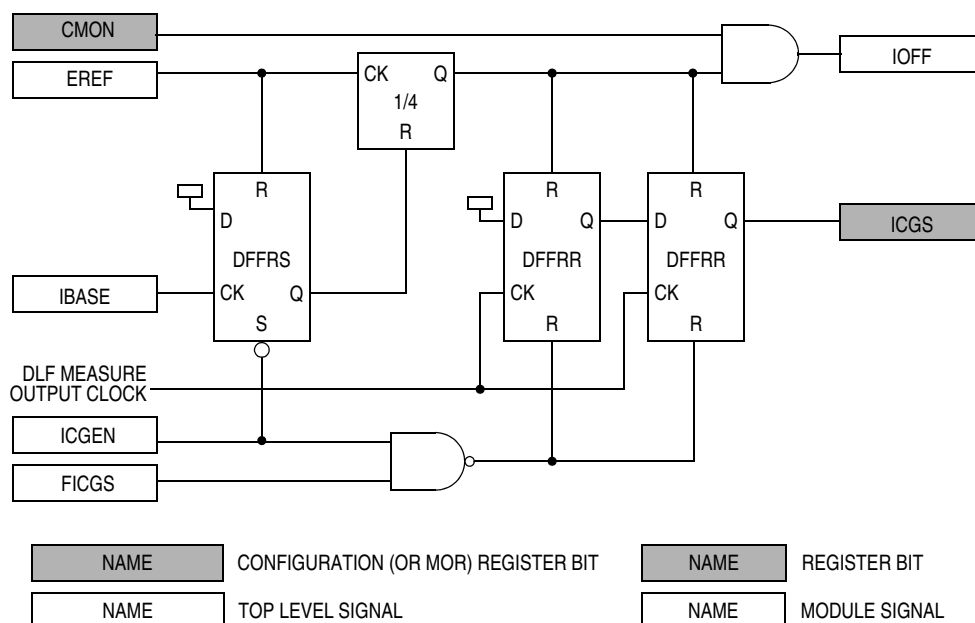 CMON
IOFF
EREF
CK Q
1/4
R
R
R
R
D
D Q
D Q
ICGS
DFFRS
DFFRR
DFFRR
IBASE
CK Q
CK
CK
S
R
R
DLF MEASURE
OUTPUT CLOCK
ICGEN
FICGS
NAME CONFIGURATION (OR MOR) REGISTER BIT
NAME REGISTER BIT
NAME TOP LEVEL SIGNAL
NAME MODULE SIGNAL